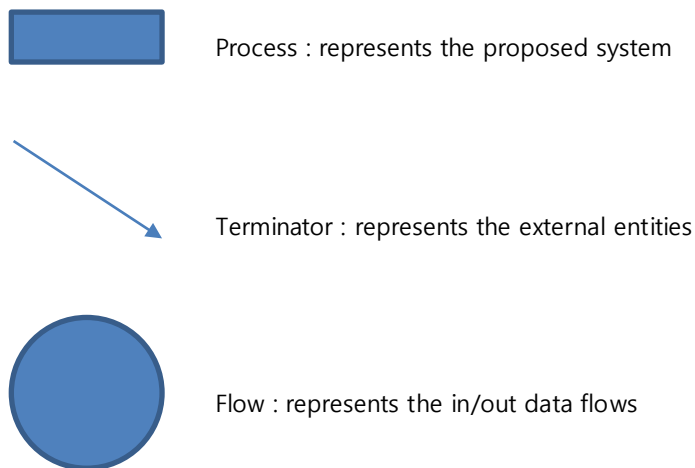 Process : represents the proposed system
Terminator : represents the external entities
Flow : represents the in/out data flows